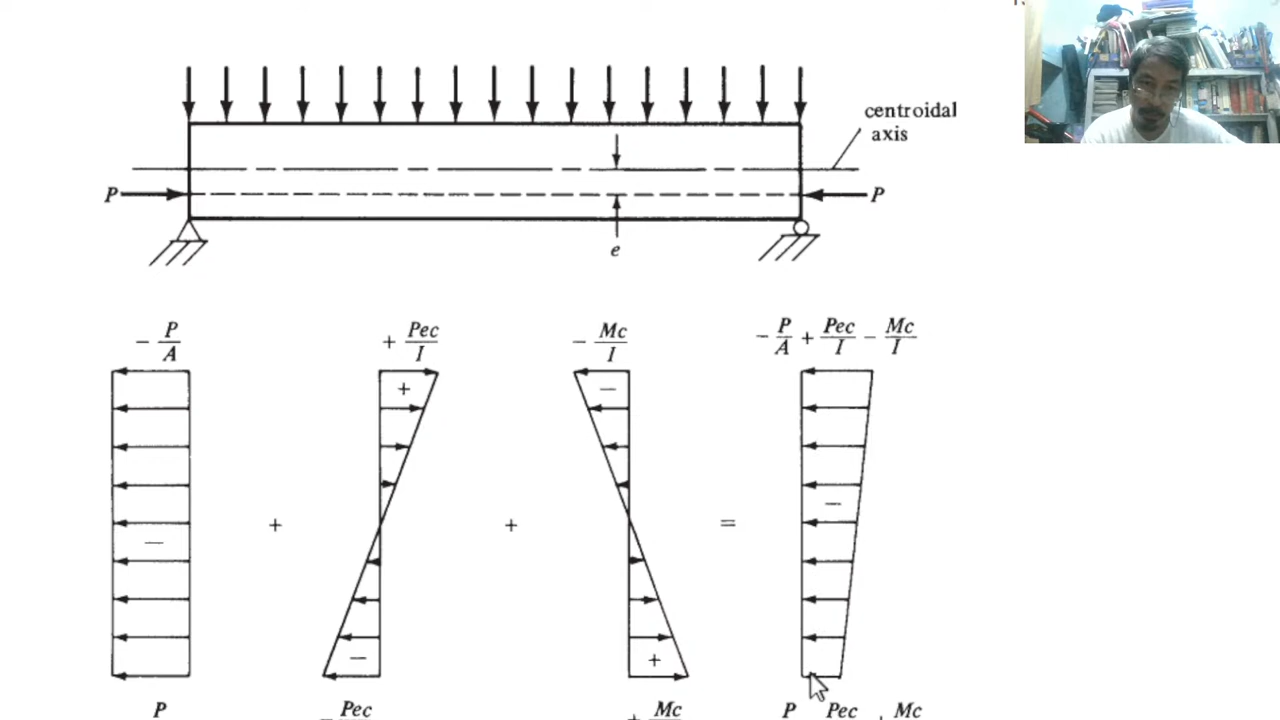 centroidal
axis
P
P
e
− P/A
+ Pec/I
− Mc/I
− P/A + Pec/I − Mc/I
+
−
−
+
+
=
−
−
+
P
− Pec
+ Mc
P Pec + Mc